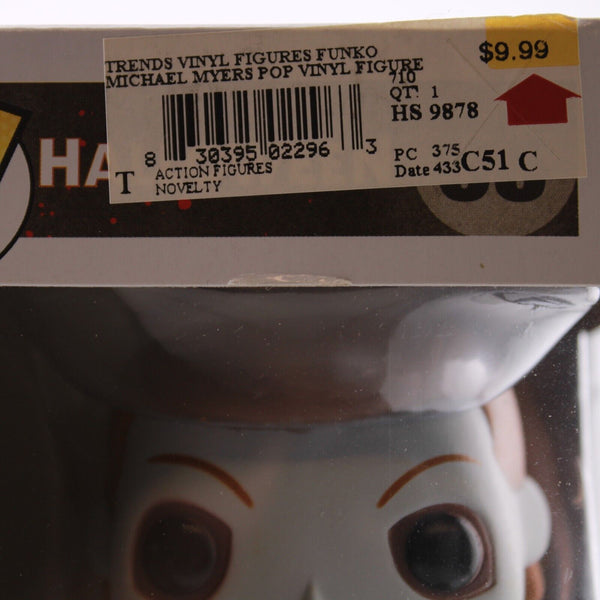 $9.99
TRENDS VINYL FIGURES FUNKO
MICHAEL MYERS POP VINYL FIGURE
710
QT: 1
HS 9878
8 30395 02296 3
PC 375
Date 433 C51 C
T ACTION FIGURES
NOVELTY
HA